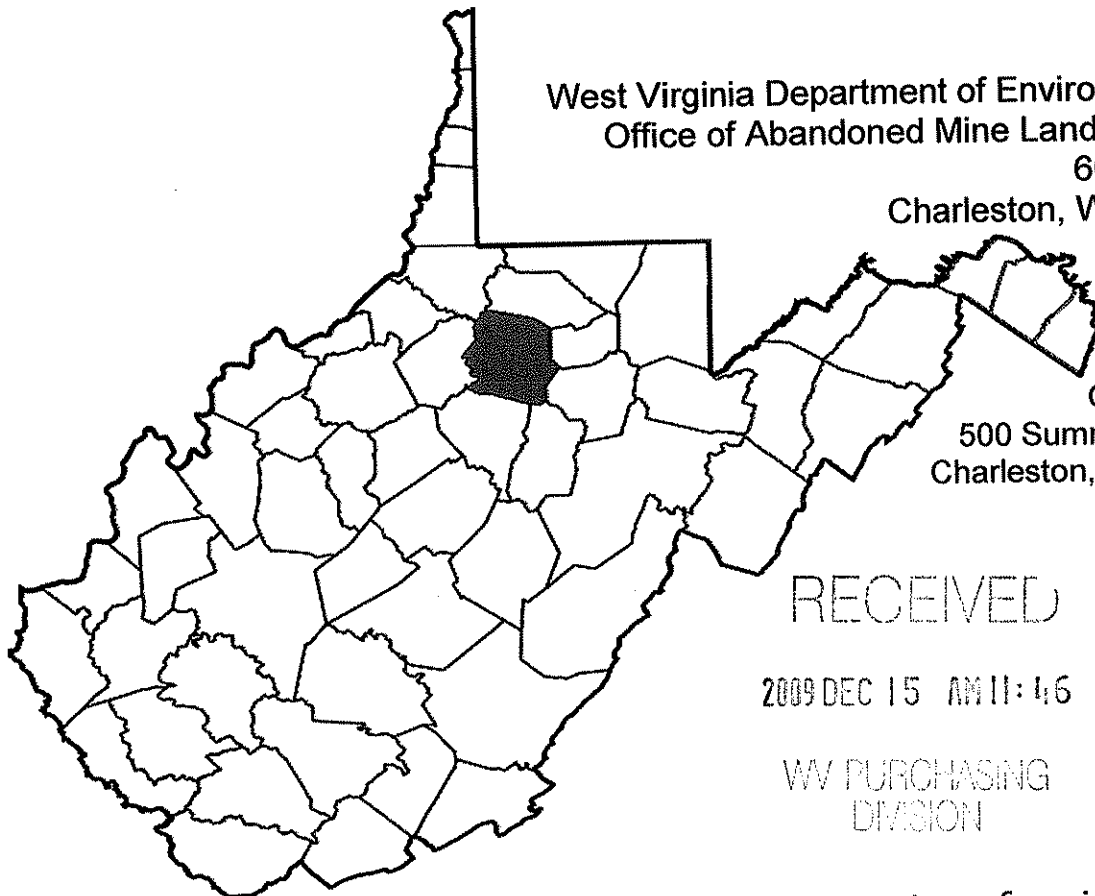 West Virginia Department of Enviro
Office of Abandoned Mine Land
6
Charleston, W
500 Sumr
Charleston,
RECEIVED
2009 DEC 15 AM 11:46
WV PURCHASING
DIVISION